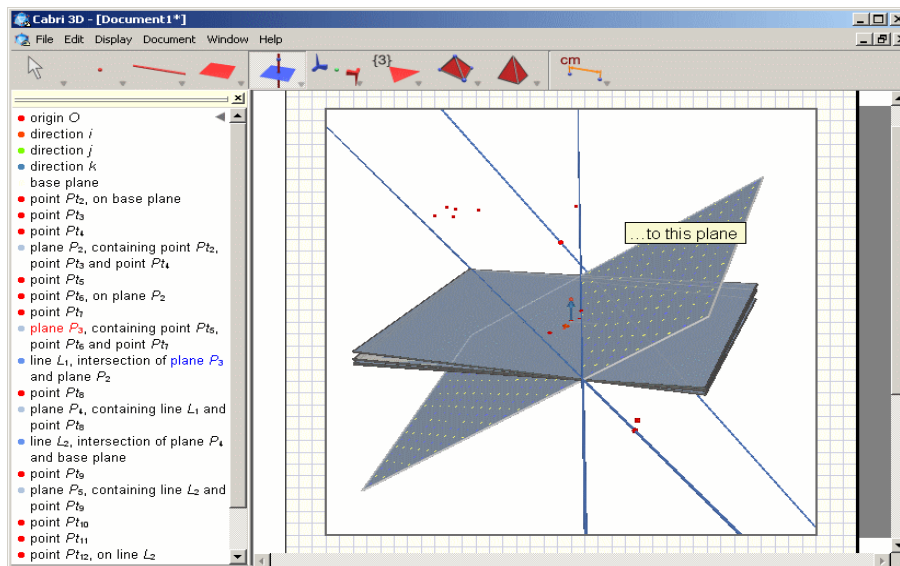 Cabri 3D - [Document1*]
File Edit Display Document Window Help
{3}
cm
origin O
direction i
direction j
direction k
base plane
point Pt₂, on base plane
point Pt₃
point Pt₄
plane P₂, containing point Pt₂,
point Pt₃ and point Pt₄
point Pt₅
point Pt₆, on plane P₂
point Pt₇
plane P₃, containing point Pt₅,
point Pt₆ and point Pt₇
line L₁, intersection of plane P₃
and plane P₂
point Pt₈
plane P₄, containing line L₁ and
point Pt₈
line L₂, intersection of plane P₄
and base plane
point Pt₉
plane P₅, containing line L₂ and
point Pt₉
point Pt₁₀
point Pt₁₁
point Pt₁₂, on line L₂
...to this plane